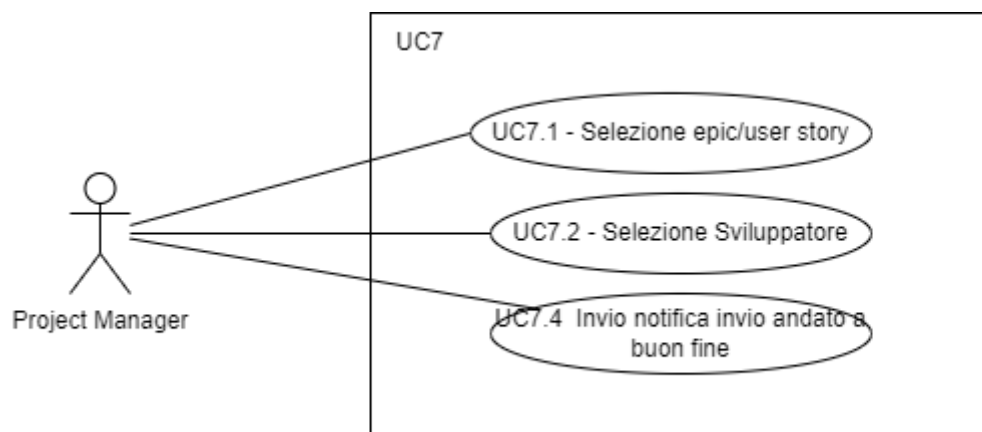 UC7
UC7.1 - Selezione epic/user story
UC7.2 - Selezione Sviluppatore
Project Manager
UC7.4 Invio notifica invio andato a
buon fine